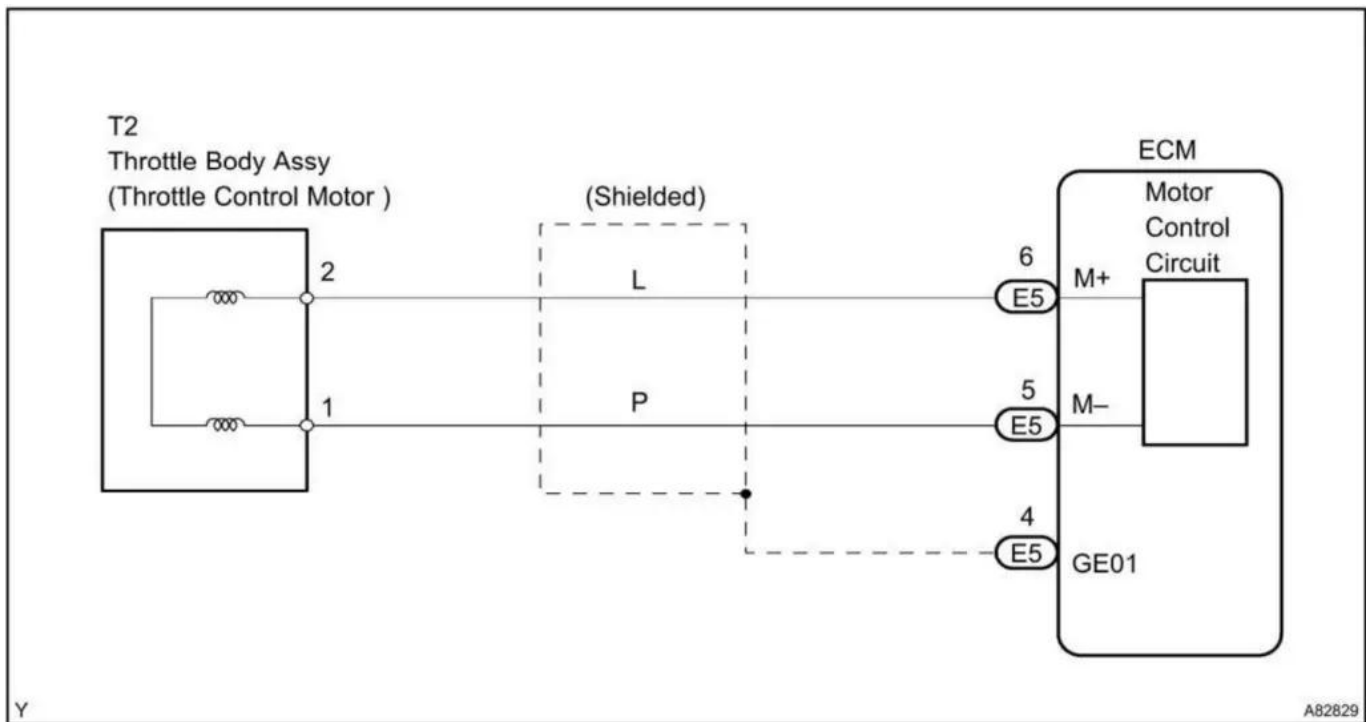 T2
Throttle Body Assy
(Throttle Control Motor )
(Shielded)
ECM
Motor
Control
Circuit
2
L
6
E5
M+
1
P
5
E5
M–
4
E5
GE01
Y
A82829